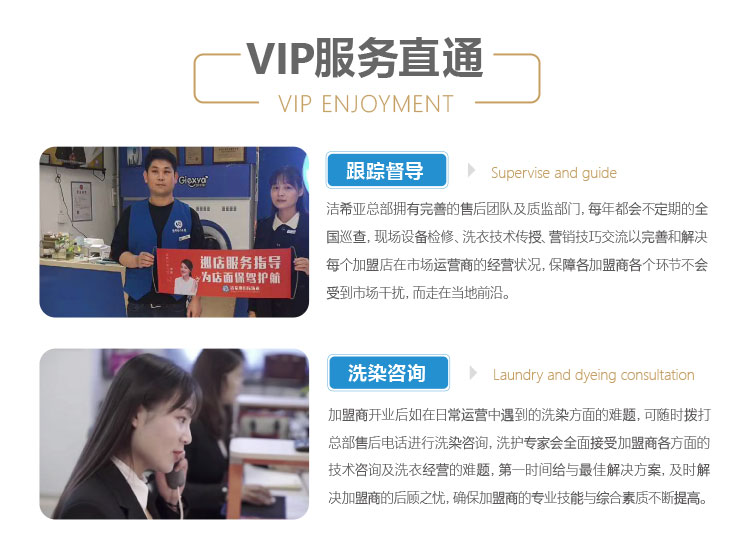 VIP服务直通
VIP ENJOYMENT
Giexya
巡店服务指导
为店面保驾护航
跟踪督导
Supervise and guide
洁希亚总部拥有完善的售后团队及质监部门，每年都会不定期的全
国巡查，现场设备检修、洗衣技术传授、营销技巧交流以完善和解决
每个加盟店在市场运营商的经营状况，保障各加盟商各个环节不会
受到市场干扰，而走在当地前沿。
洗染咨询
Laundry and dyeing consultation
加盟商开业后如在日常运营中遇到的洗染方面的难题，可随时拨打
总部售后电话进行洗染咨询，洗护专家会全面接受加盟商各方面的
技术咨询及洗衣经营的难题，第一时间给与最佳解决方案，及时解
决加盟商的后顾之忧，确保加盟商的专业技能与综合素质不断提高。